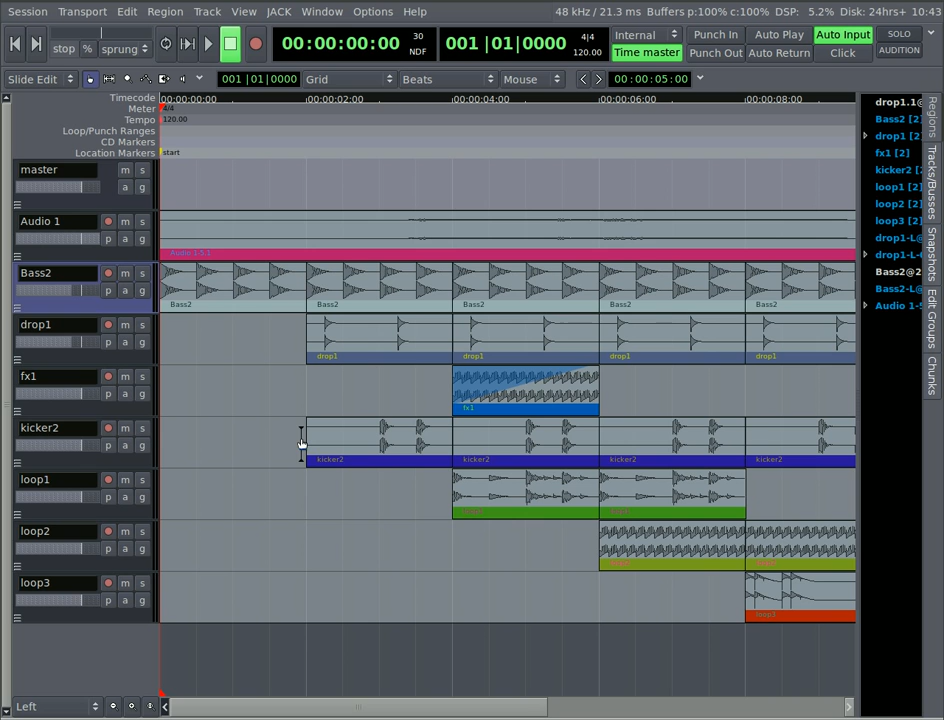 Session Transport Edit Region Track View JACK Window Options Help 48 kHz / 21.3 ms Buffers p:100% c:100% DSP: 5.2% Disk: 24hrs+ 10:43
stop % sprung 00:00:00:00 30 NDF 001|01|0000 4|4 120.00 Internal Time master Punch In Auto Play Auto Input SOLO
Punch Out Auto Return Click AUDITION
Slide Edit 001|01|0000 Grid Beats Mouse 00:00:05:00
Timecode 00:00:00:00 00:00:02:00 00:00:04:00 00:00:06:00 00:00:08:00
Meter 4/4
Tempo 120.00
Loop/Punch Ranges
CD Markers
Location Markers start
master m s
a g
Audio 1 m s
p a g
Audio 1-5.1
Bass2 m s
p a g
Bass2 Bass2 Bass2 Bass2 Bass2
drop1 m s
p a g
drop1 drop1 drop1 drop1
fx1 m s
p a g
fx1
kicker2 m s
p a g
kicker2 kicker2 kicker2 kicker2
loop1 m s
p a g
loop2 m s
p a g
loop3 m s
p a g
loop3
Left
drop1.1@
Bass2 [2]
drop1 [2]
fx1 [2]
kicker2 [
loop1 [2]
loop2 [2]
loop3 [2]
drop1-L@
drop1-L-
Bass2@2
Bass2-L@
Audio 1-5
Regions
Tracks/Busses
Snapshots
Edit Groups
Chunks